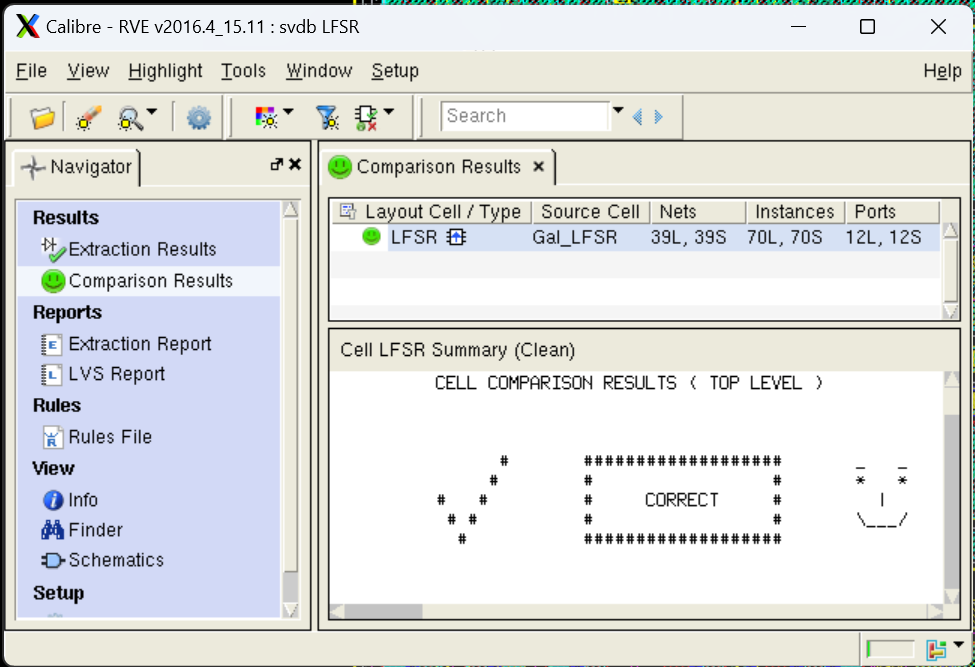 Calibre - RVE v2016.4_15.11 : svdb LFSR
File View Highlight Tools Window Setup Help
Search
Navigator
Results
Extraction Results
Comparison Results
Reports
Extraction Report
LVS Report
Rules
Rules File
View
Info
Finder
Schematics
Setup
Comparison Results
Layout Cell / Type Source Cell Nets Instances Ports
LFSR Gal_LFSR 39L, 39S 70L, 70S 12L, 12S
Cell LFSR Summary (Clean)
CELL COMPARISON RESULTS ( TOP LEVEL )
# ################### _ _
# # # * *
# # # CORRECT # |
# # # # \___/
# ###################